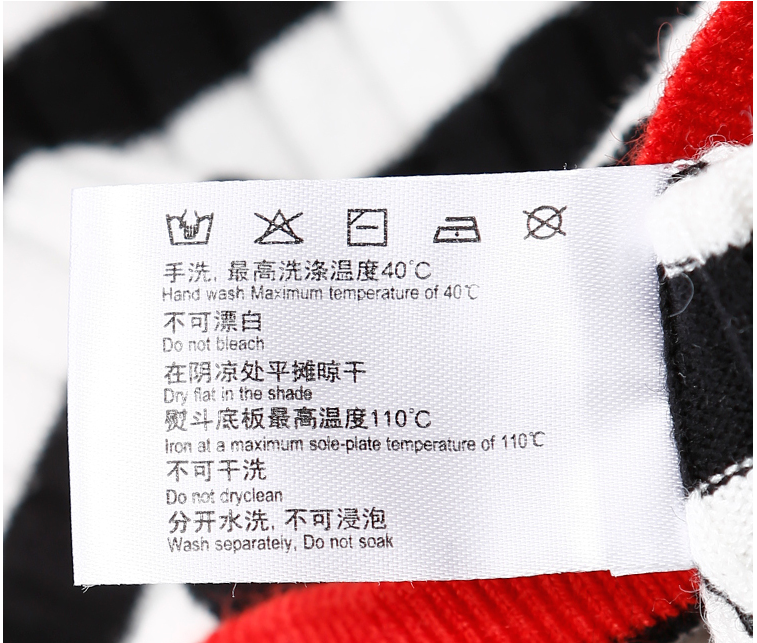 手洗, 最高洗涤温度40℃
Hand wash Maximum temperature of 40℃
不可漂白
Do not bleach
在阴凉处平摊晾干
Dry flat in the shade
熨斗底板最高温度110℃
Iron at a maximum sole-plate temperature of 110℃
不可干洗
Do not dryclean
分开水洗, 不可浸泡
Wash separately, Do not soak